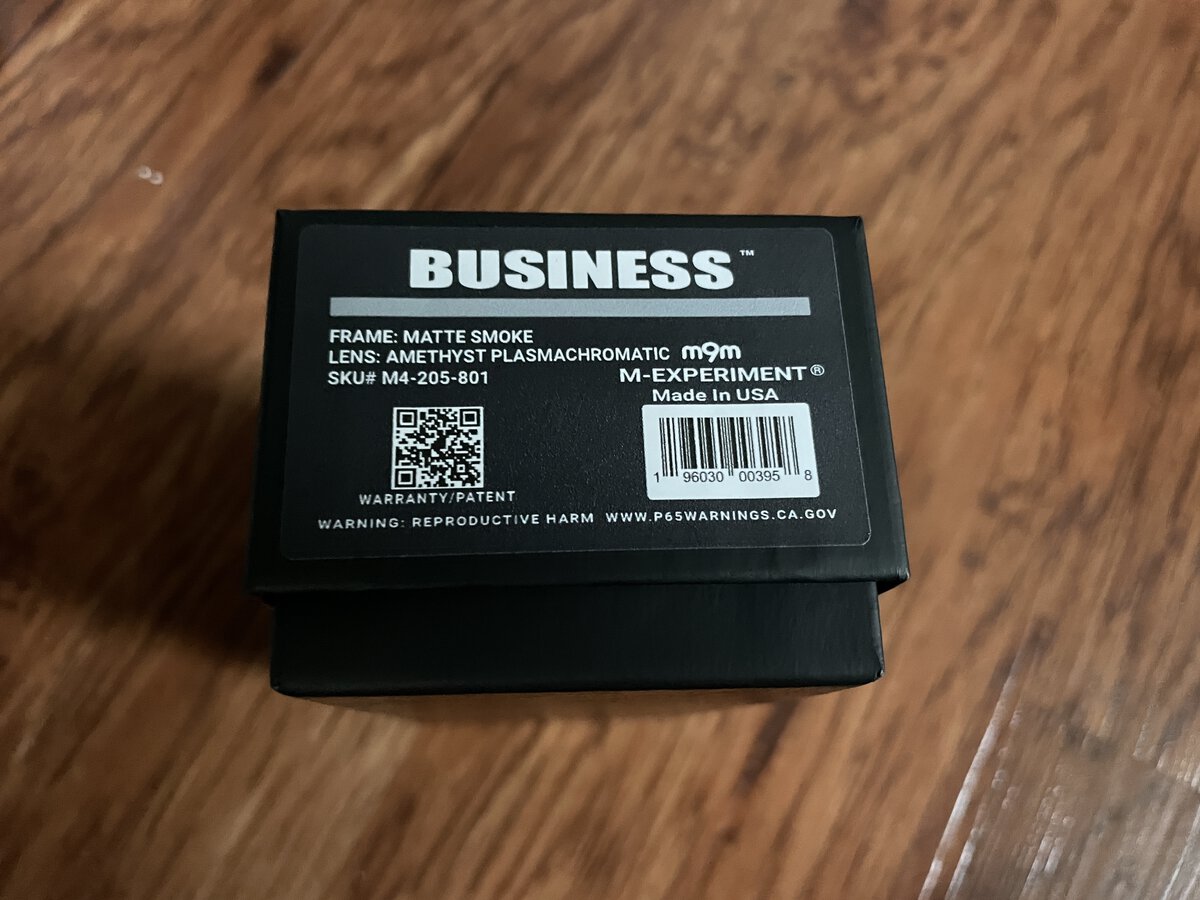 BUSINESS™
FRAME: MATTE SMOKE
LENS: AMETHYST PLASMACHROMATIC m9m
SKU# M4-205-801
M-EXPERIMENT®
Made In USA
1 96030 00395 8
WARRANTY/PATENT
WARNING: REPRODUCTIVE HARM WWW.P65WARNINGS.CA.GOV